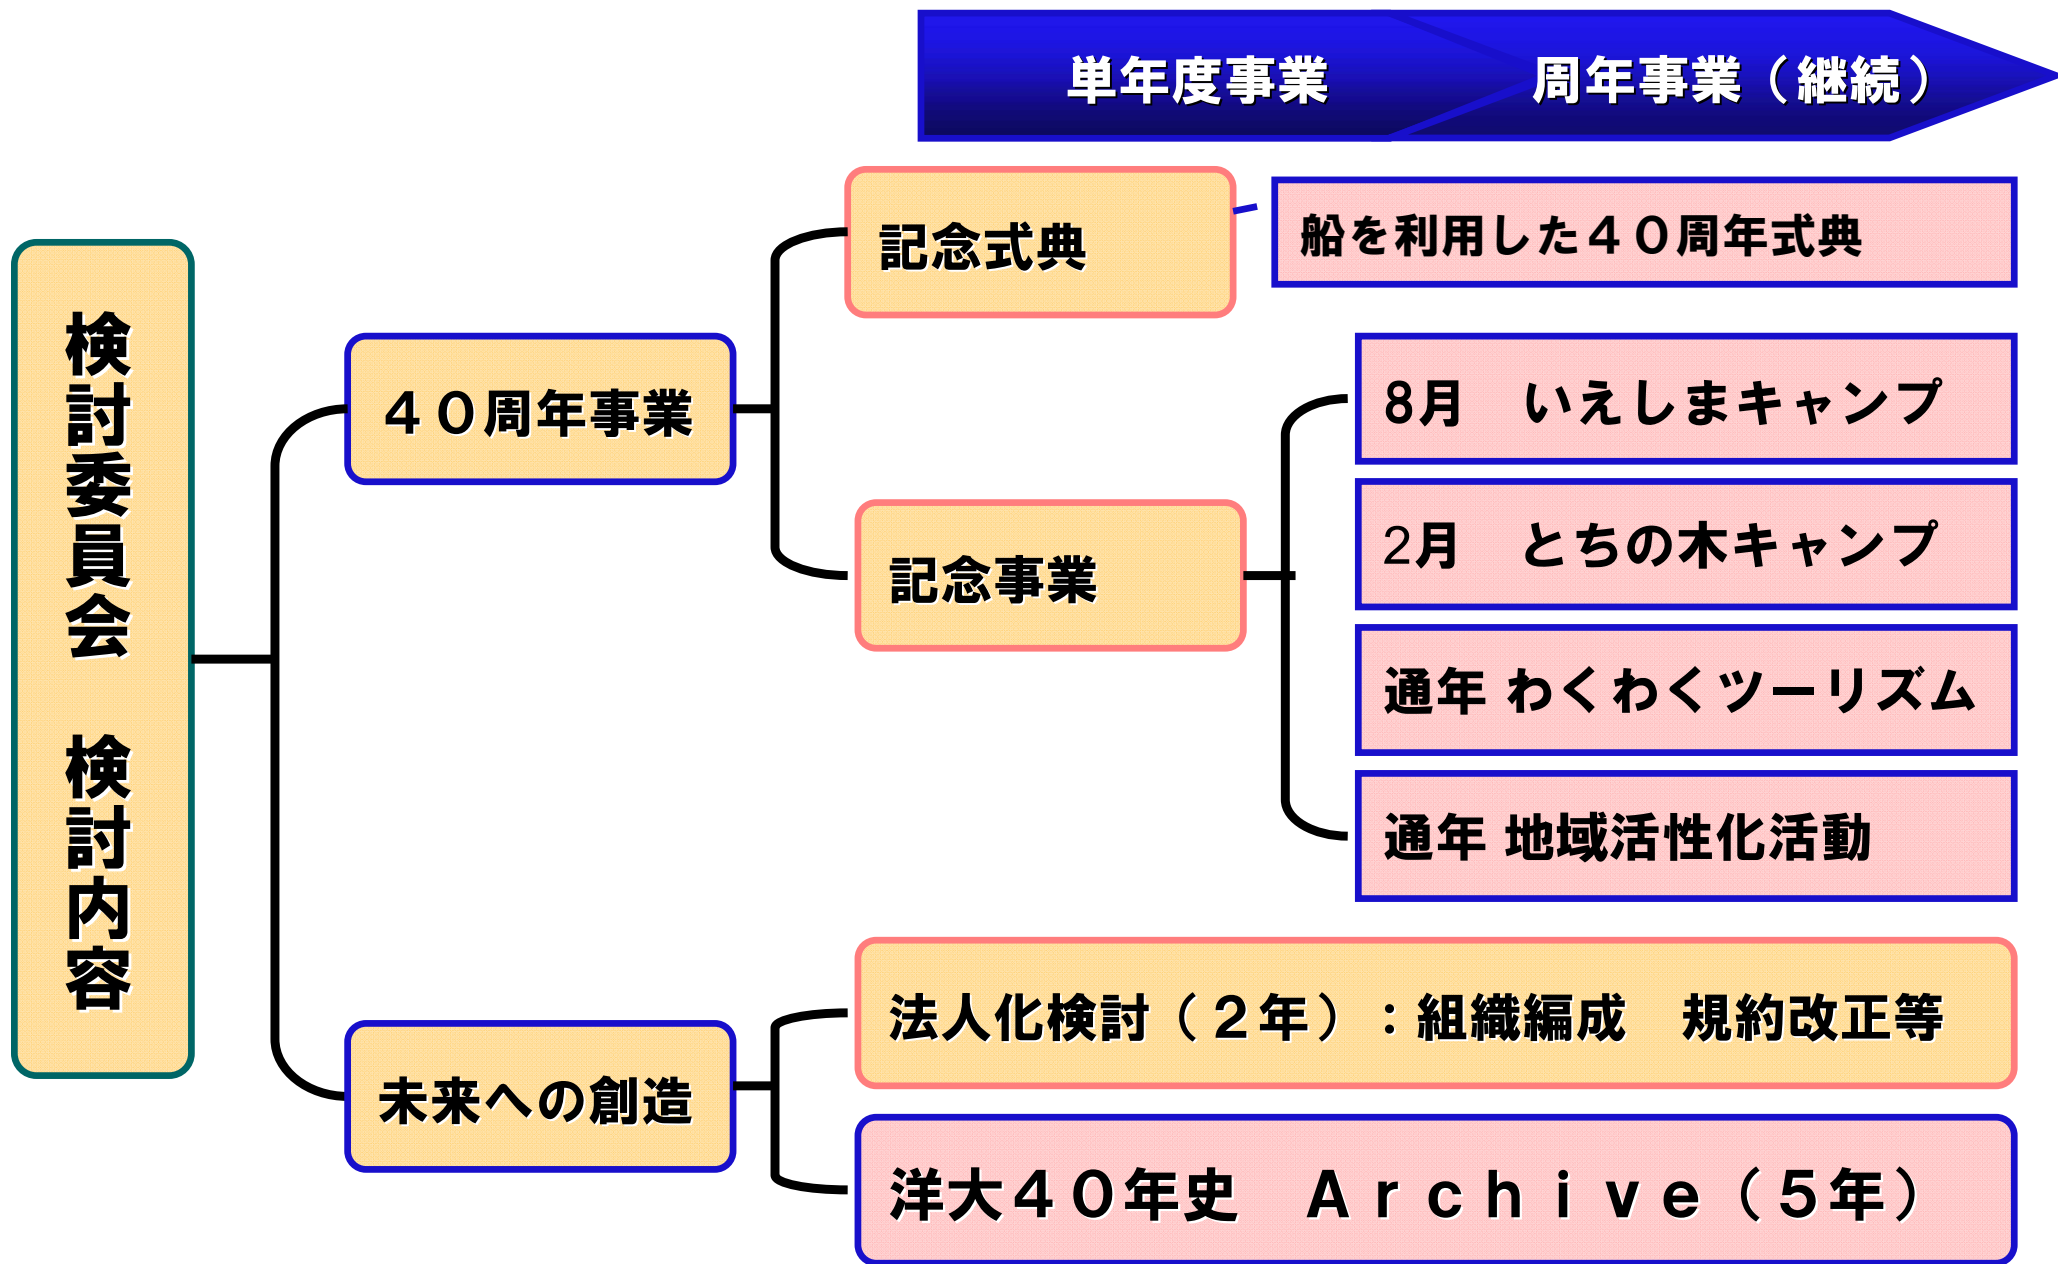 単年度事業
周年事業（継続）
検討委員会　検討内容
４０周年事業
記念式典
船を利用した４０周年式典
記念事業
8月　いえしまキャンプ
2月　とちの木キャンプ
通年 わくわくツーリズム
通年 地域活性化活動
未来への創造
法人化検討（２年）：組織編成　規約改正等
洋大４０年史　Ａｒｃｈｉｖｅ（５年）